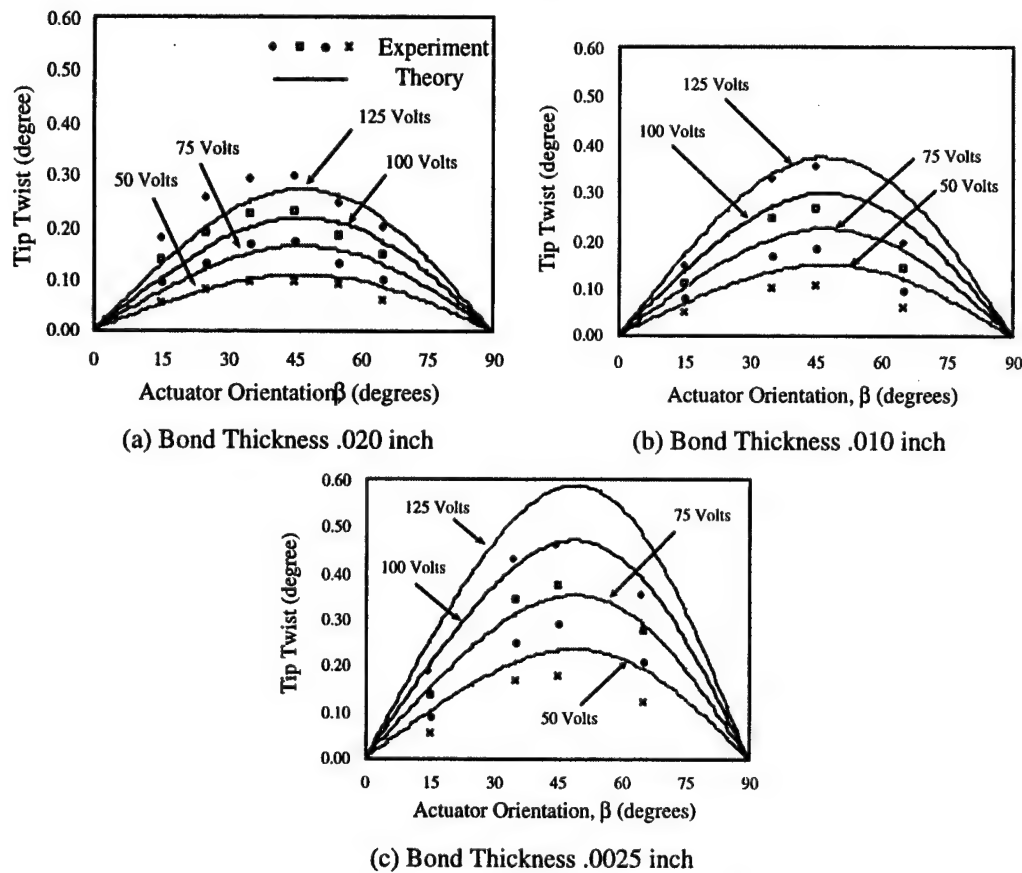 0.60
0.50
0.40
0.30
0.20
0.10
0.00
Tip Twist (degree)
Experiment
Theory
125 Volts
100 Volts
75 Volts
50 Volts
0 15 30 45 60 75 90
Actuator Orientationβ (degrees)
(a) Bond Thickness .020 inch
0.60
0.50
0.40
0.30
0.20
0.10
0.00
Tip Twist (degree)
125 Volts
100 Volts
75 Volts
50 Volts
0 15 30 45 60 75 90
Actuator Orientation, β (degrees)
(b) Bond Thickness .010 inch
0.60
0.50
0.40
0.30
0.20
0.10
0.00
Tip Twist (degree)
125 Volts
75 Volts
100 Volts
50 Volts
0 15 30 45 60 75 90
Actuator Orientation, β (degrees)
(c) Bond Thickness .0025 inch